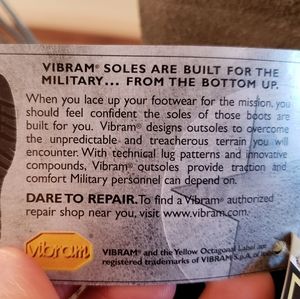 VIBRAM® SOLES ARE BUILT FOR THE
MILITARY... FROM THE BOTTOM UP.
When you lace up your footwear for the mission, you
should feel confident the soles of those boots are
built for you. Vibram® designs outsoles to overcome
the unpredictable and treacherous terrain you will
encounter. With technical lug patterns and innovative
compounds, Vibram® outsoles provide traction and
comfort Military personnel can depend on.
DARE TO REPAIR. To find a Vibram® authorized
repair shop near you, visit www.vibram.com.
vibram
VIBRAM® and the Yellow Octagonal Label are
registered trademarks of VIBRAM S.p.A. of